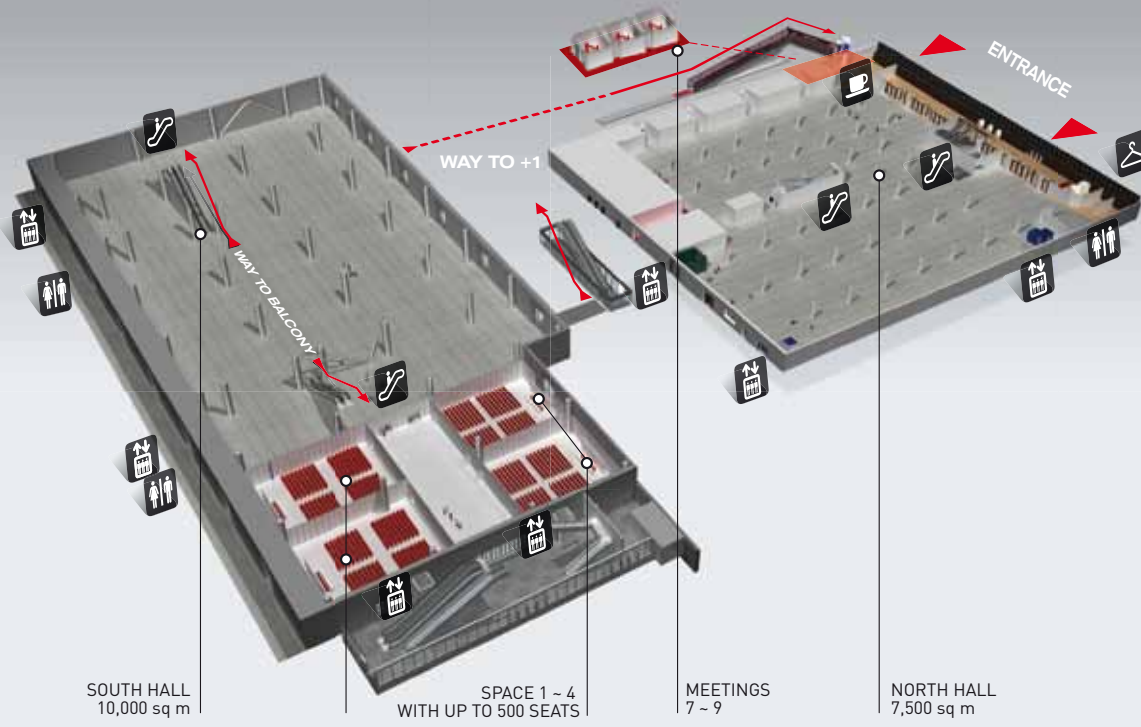 ENTRANCE
WAY TO +1
WAY TO BALCONY
SOUTH HALL
10,000 sq m
SPACE 1 ~ 4
WITH UP TO 500 SEATS
MEETINGS
7 ~ 9
NORTH HALL
7,500 sq m